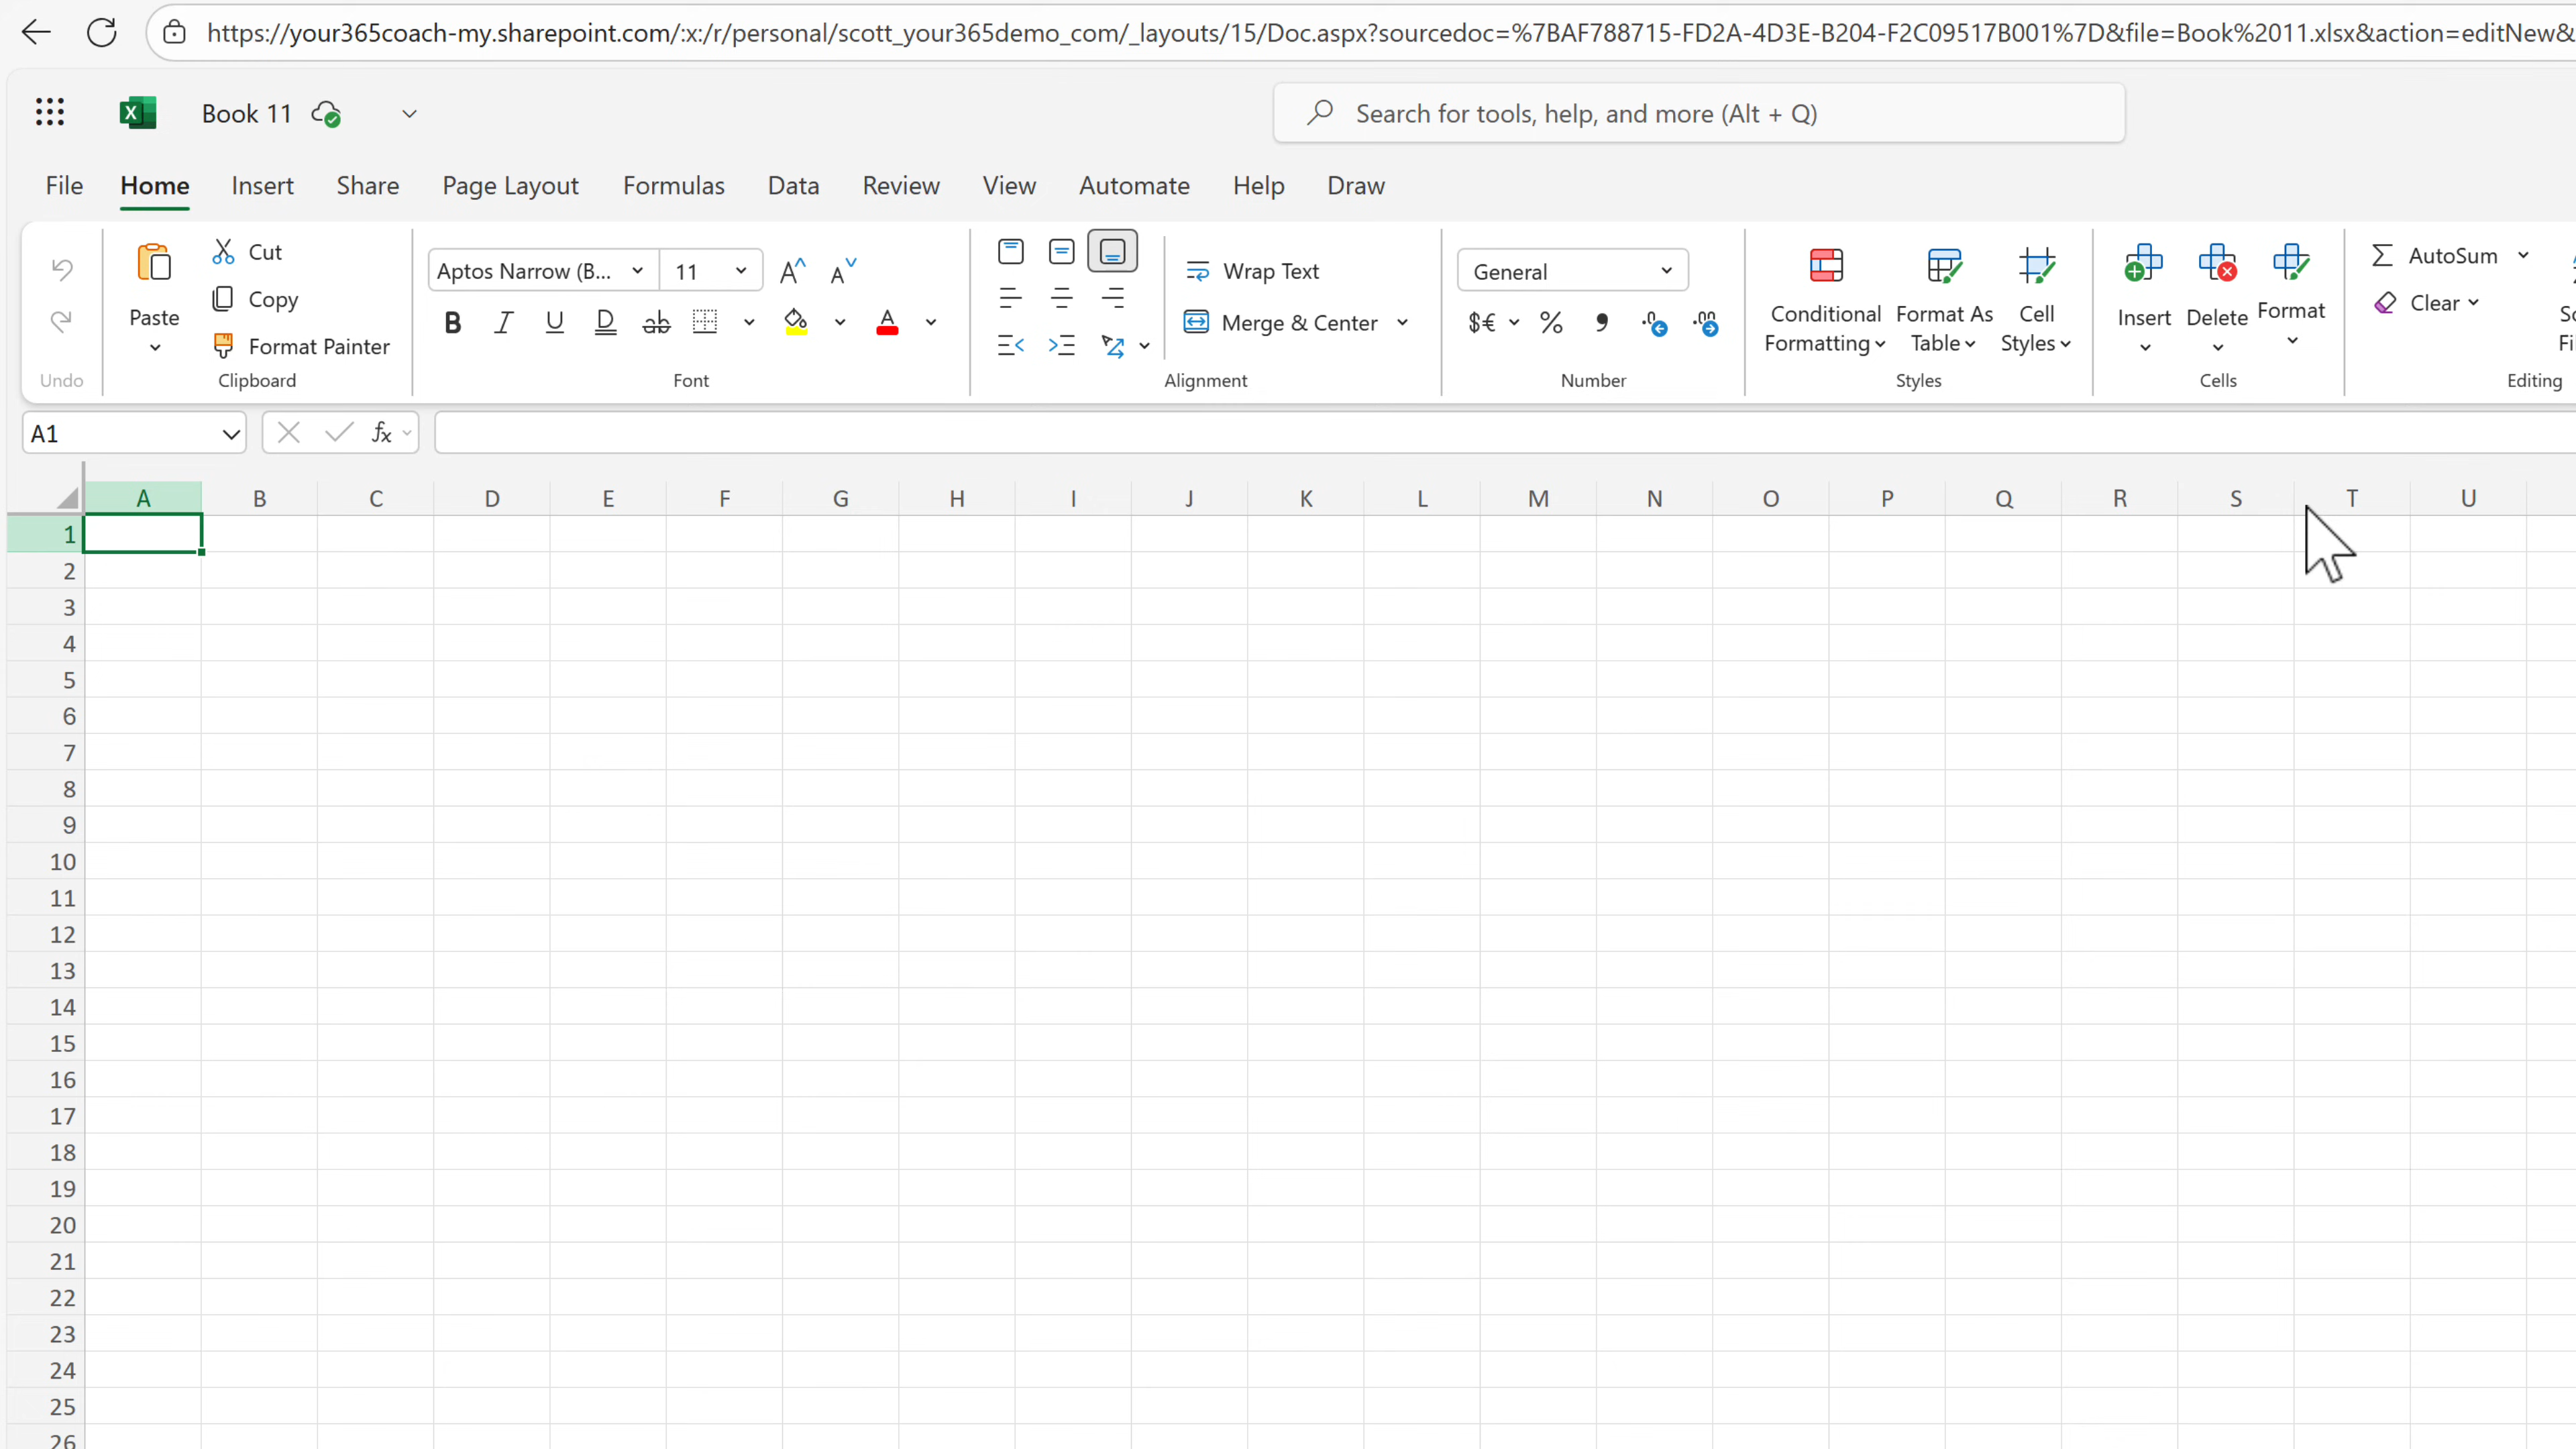 https://your365coach-my.sharepoint.com/:x:/r/personal/scott_your365demo_com/_layouts/15/Doc.aspx?sourcedoc=%7BAF788715-FD2A-4D3E-B204-F2C09517B001%7D&file=Book%2011.xlsx&action=editNew&
Book 11
Search for tools, help, and more (Alt + Q)
File Home Insert Share Page Layout Formulas Data Review View Automate Help Draw
Undo
Paste
Cut
Copy
Format Painter
Clipboard
Aptos Narrow (B... 11
Font
Wrap Text
Merge & Center
Alignment
General
$€ %
Number
Conditional Formatting
Format As Table
Cell Styles
Styles
Insert Delete Format
Cells
AutoSum
Clear
Editing
A1
fx
A B C D E F G H I J K L M N O P Q R S T U
1
2
3
4
5
6
7
8
9
10
11
12
13
14
15
16
17
18
19
20
21
22
23
24
25
26